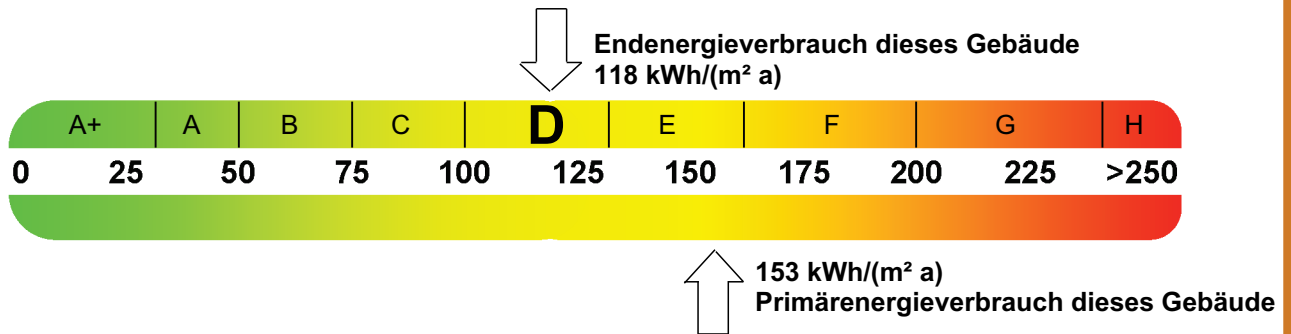 Endenergieverbrauch dieses Gebäude
118 kWh/(m² a)
A+ A B C D E F G H
0 25 50 75 100 125 150 175 200 225 >250
153 kWh/(m² a)
Primärenergieverbrauch dieses Gebäude